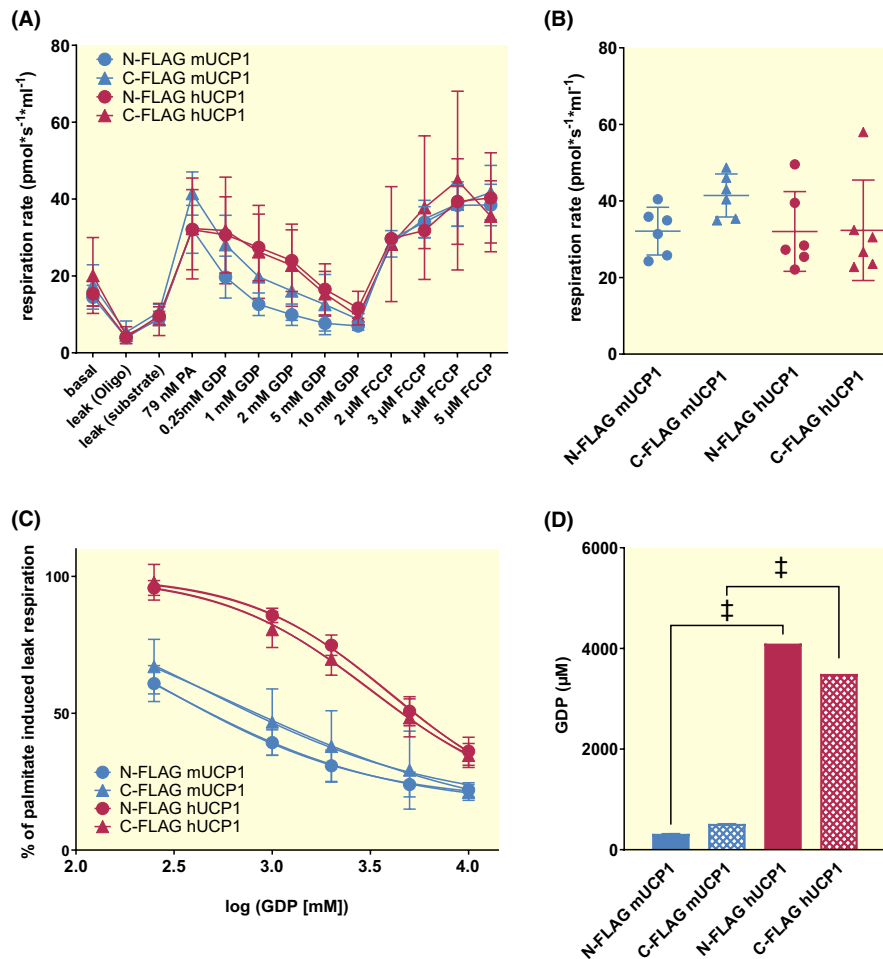 (A)
80
60
40
20
0
respiration rate (pmol*s⁻¹*ml⁻¹)
N-FLAG mUCP1
C-FLAG mUCP1
N-FLAG hUCP1
C-FLAG hUCP1
basal
leak (Oligo)
leak (substrate)
79 nM PA
0.25mM GDP
1 mM GDP
2 mM GDP
5 mM GDP
10 mM GDP
2 µM FCCP
3 µM FCCP
4 µM FCCP
5 µM FCCP
(B)
80
60
40
20
0
respiration rate (pmol*s⁻¹*ml⁻¹)
N-FLAG mUCP1
C-FLAG mUCP1
N-FLAG hUCP1
C-FLAG hUCP1
(C)
100
50
0
% of palmitate induced leak respiration
N-FLAG mUCP1
C-FLAG mUCP1
N-FLAG hUCP1
C-FLAG hUCP1
2.0 2.5 3.0 3.5 4.0
log (GDP [mM])
(D)
6000
4000
2000
0
GDP (µM)
‡
‡
N-FLAG mUCP1
C-FLAG mUCP1
N-FLAG hUCP1
C-FLAG hUCP1